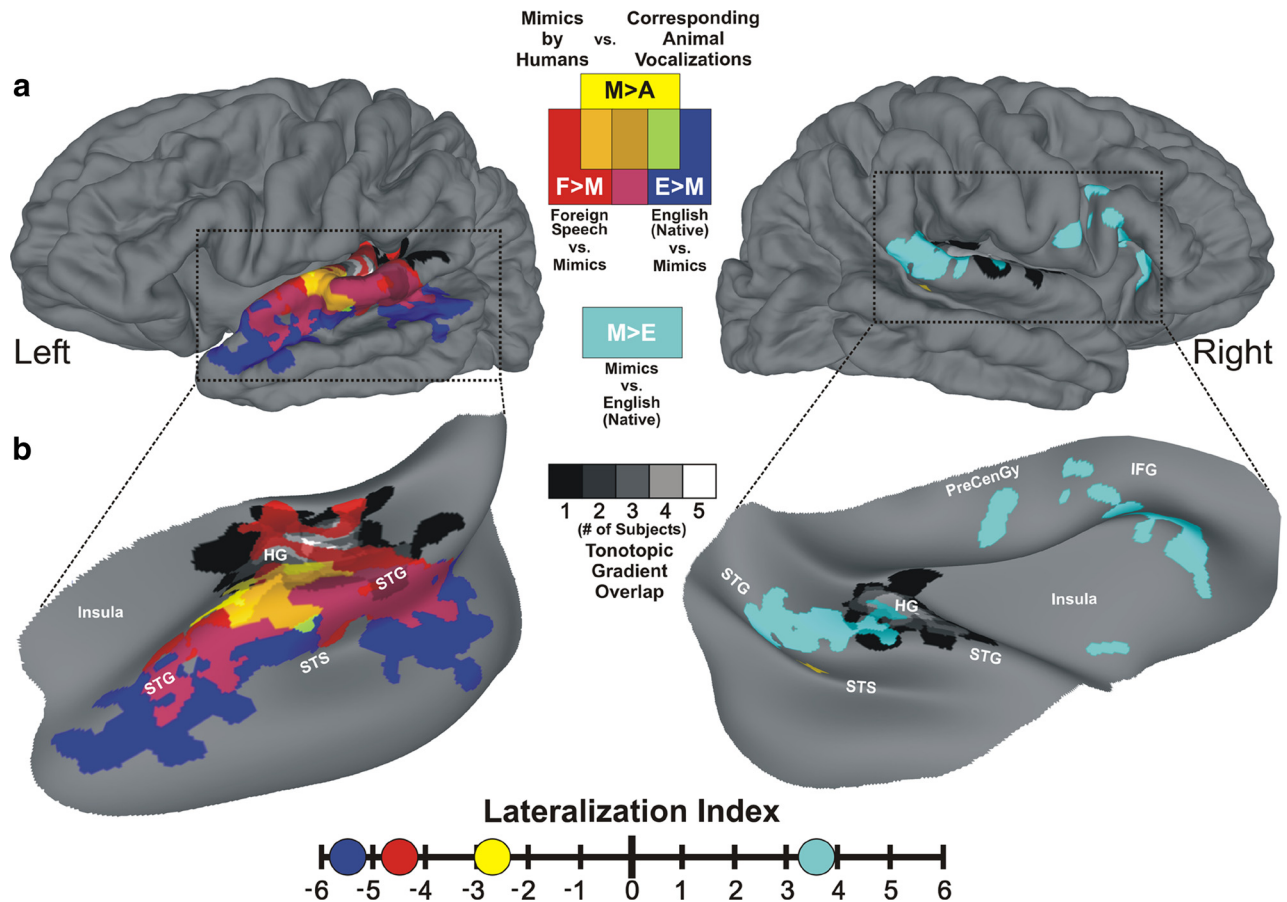 Mimics by Humans
vs.
Corresponding Animal Vocalizations
a
M>A
F>M
E>M
Foreign Speech vs. Mimics
English (Native) vs. Mimics
Left
Right
M>E
Mimics vs. English (Native)
b
1 2 3 4 5
(# of Subjects)
Tonotopic Gradient Overlap
HG
STG
Insula
STS
STG
PreCenGy
IFG
STG
HG
Insula
STG
STS
Lateralization Index
-6 -5 -4 -3 -2 -1 0 1 2 3 4 5 6